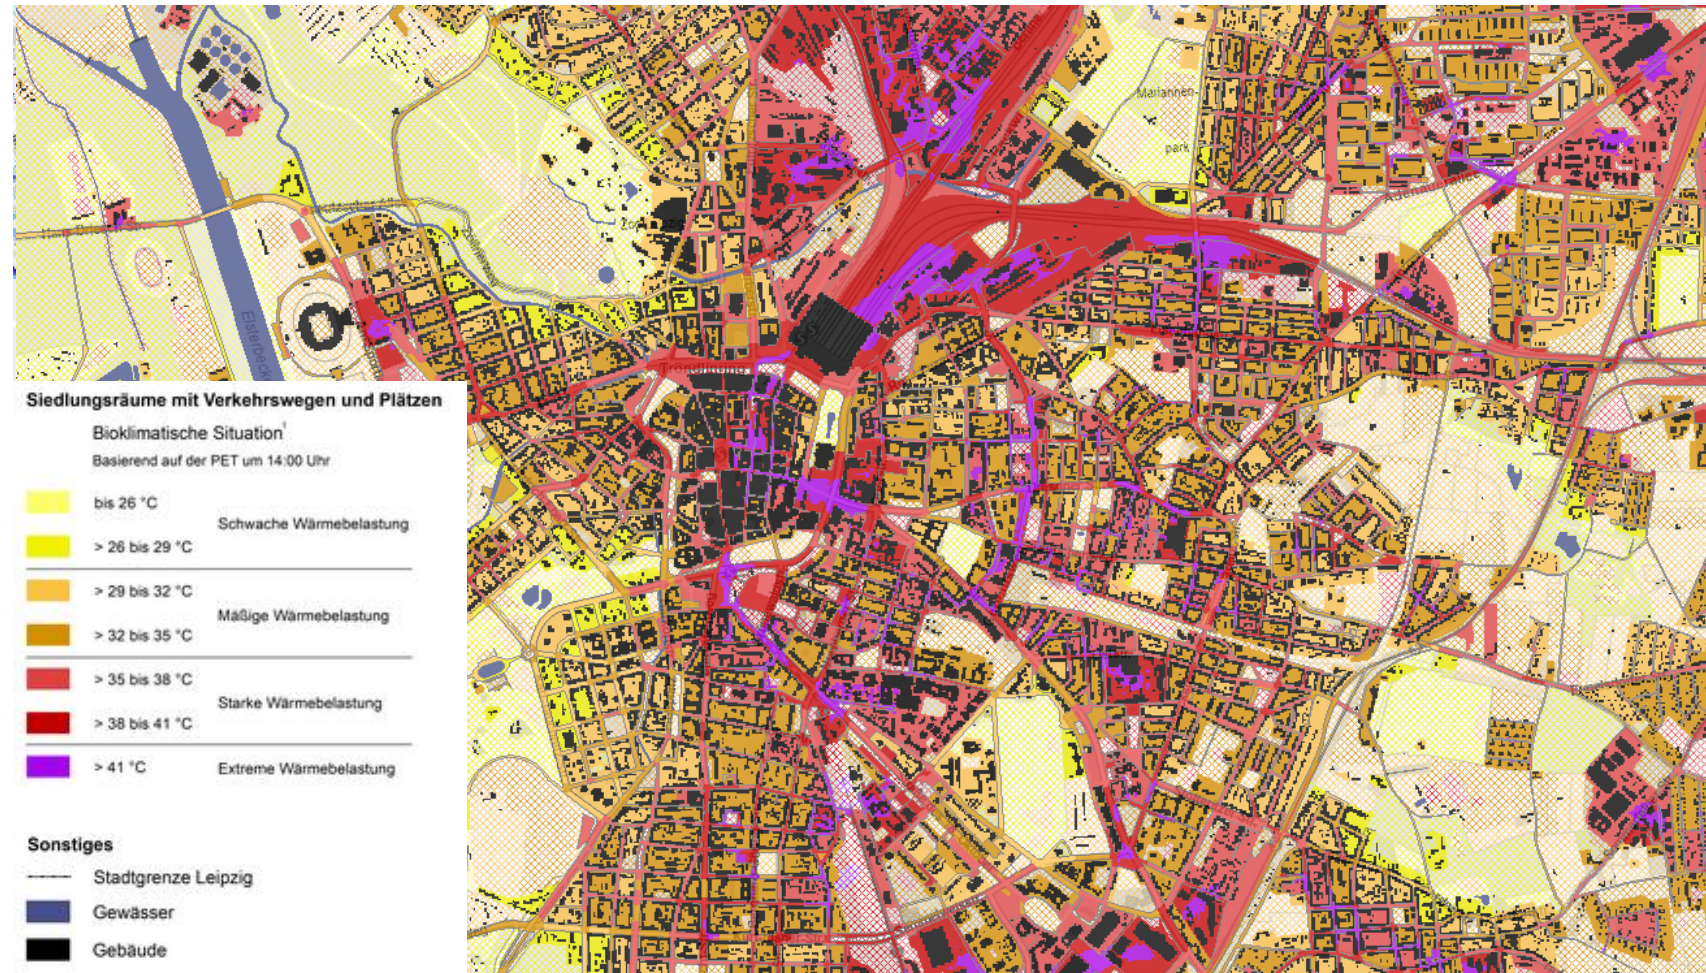 Mariannen-
park
Elsterbeck
Siedlungsräume mit Verkehrswegen und Plätzen
Bioklimatische Situation¹
Basierend auf der PET um 14:00 Uhr
bis 26 °C
Schwache Wärmebelastung
> 26 bis 29 °C
> 29 bis 32 °C
Mäßige Wärmebelastung
> 32 bis 35 °C
> 35 bis 38 °C
Starke Wärmebelastung
> 38 bis 41 °C
> 41 °C
Extreme Wärmebelastung
Sonstiges
Stadtgrenze Leipzig
Gewässer
Gebäude